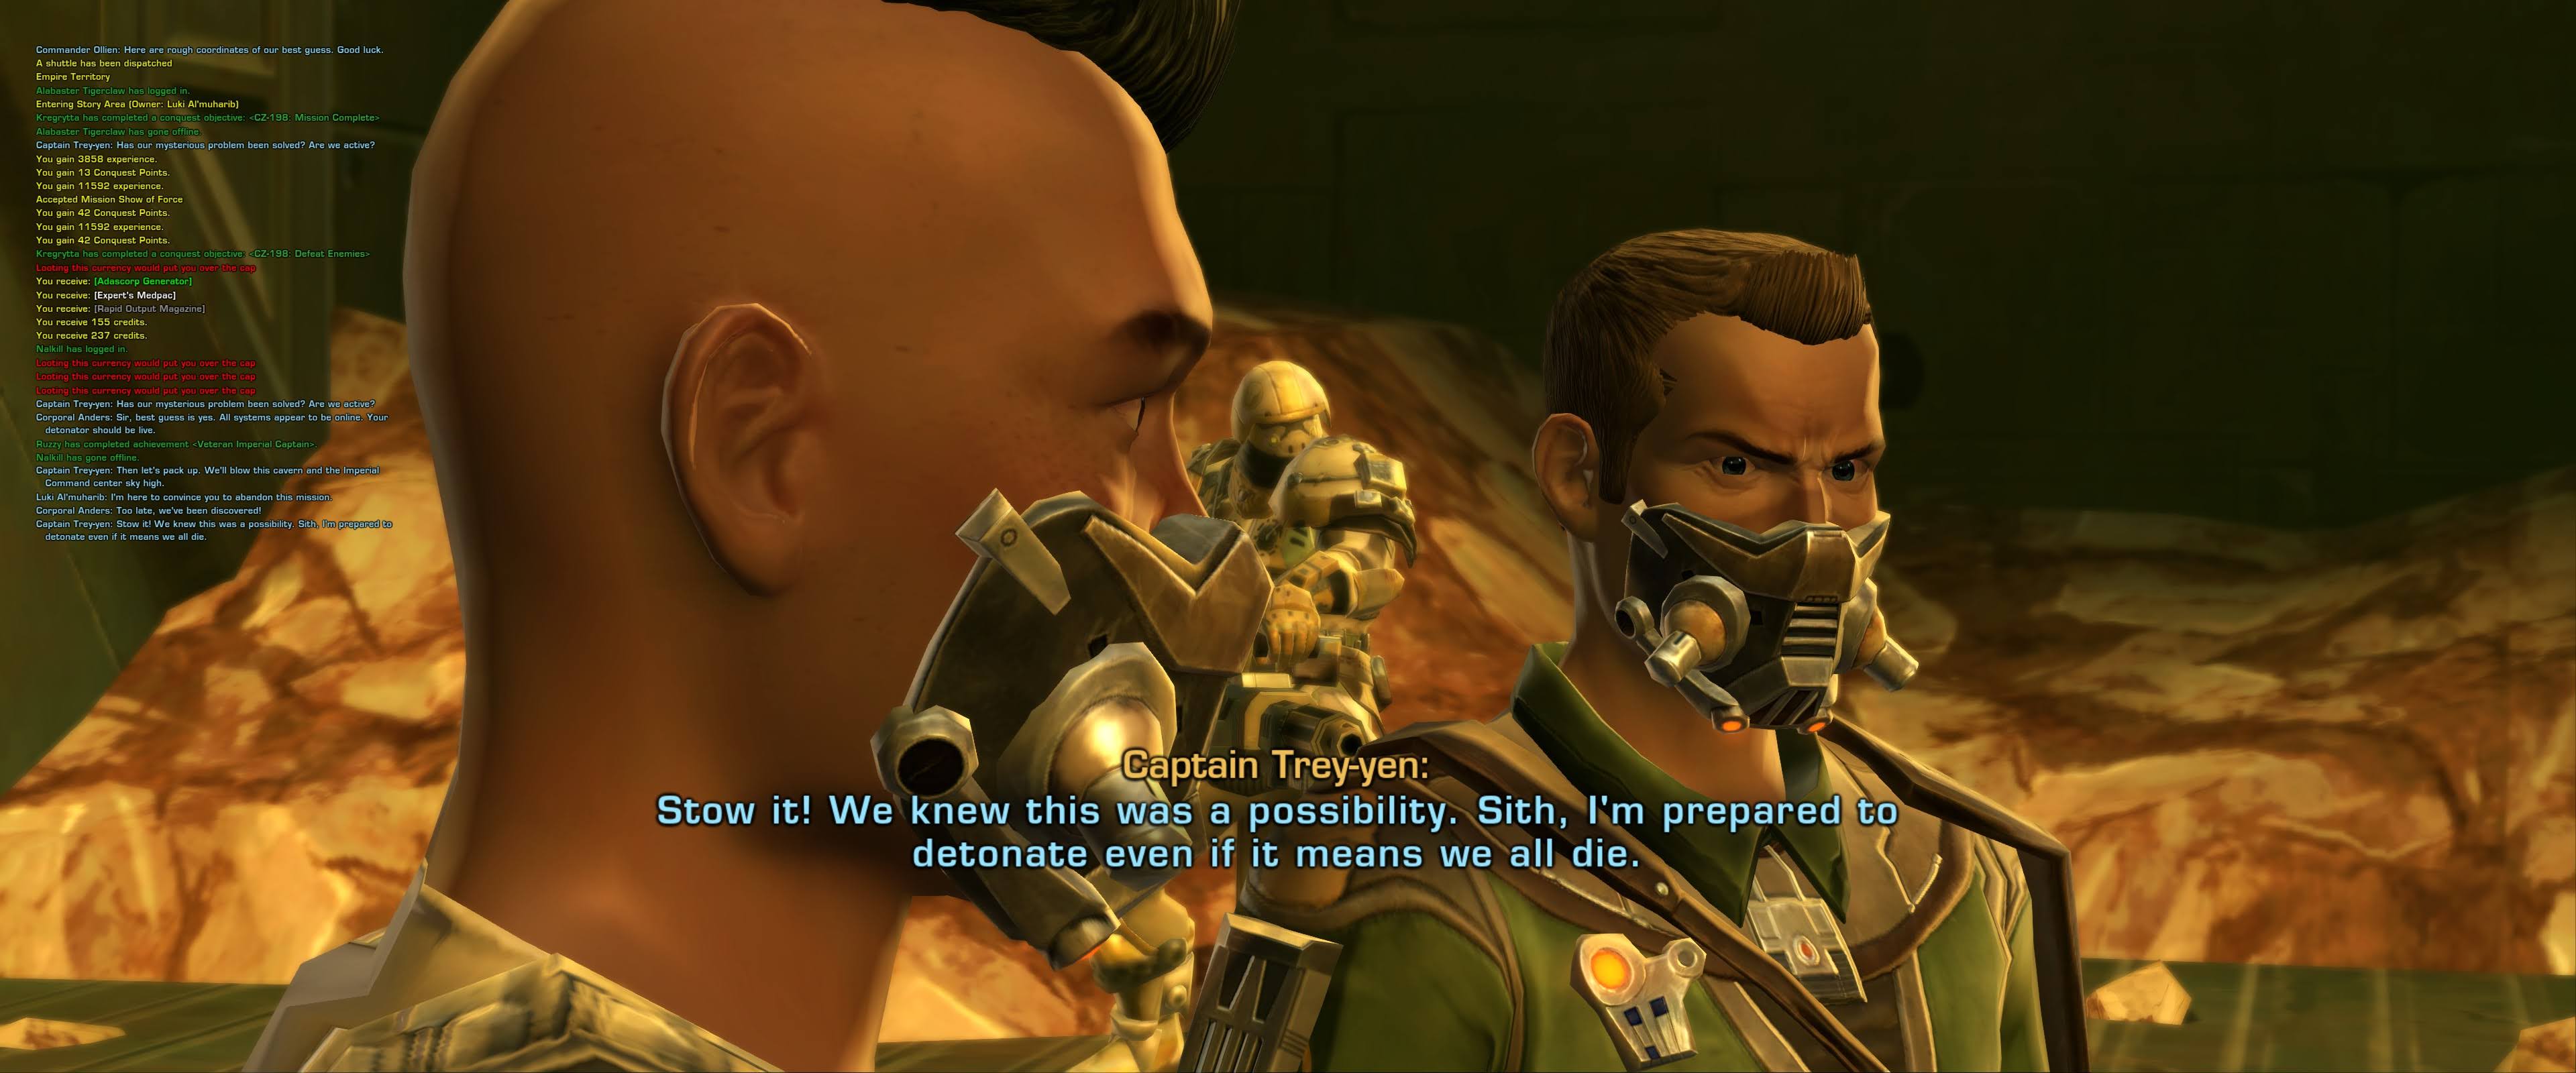 Commander Ollien: Here are rough coordinates of our best guess. Good luck.
A shuttle has been dispatched
Empire Territory
Alabaster Tigerclaw has logged in.
Entering Story Area (Owner: Luki Al'muharib)
Kregrytta has completed a conquest objective: <CZ-198: Mission Complete>
Alabaster Tigerclaw has gone offline.
Captain Trey-yen: Has our mysterious problem been solved? Are we active?
You gain 3858 experience.
You gain 13 Conquest Points.
You gain 11592 experience.
Accepted Mission Show of Force
You gain 42 Conquest Points.
You gain 11592 experience.
You gain 42 Conquest Points.
Kregrytta has completed a conquest objective: <CZ-198: Defeat Enemies>
Looting this currency would put you over the cap
You receive: [Adascorp Generator]
You receive: [Expert's Medpac]
You receive: [Rapid Output Magazine]
You receive 155 credits.
You receive 237 credits.
Nalkill has logged in.
Looting this currency would put you over the cap
Looting this currency would put you over the cap
Looting this currency would put you over the cap
Captain Trey-yen: Has our mysterious problem been solved? Are we active?
Corporal Anders: Sir, best guess is yes. All systems appear to be online. Your
detonator should be live.
Ruzzy has completed achievement <Veteran Imperial Captain>.
Nalkill has gone offline.
Captain Trey-yen: Then let's pack up. We'll blow this cavern and the Imperial
Command center sky high.
Luki Al'muharib: I'm here to convince you to abandon this mission.
Corporal Anders: Too late, we've been discovered!
Captain Trey-yen: Stow it! We knew this was a possibility. Sith, I'm prepared to
detonate even if it means we all die.
Captain Trey-yen:
Stow it! We knew this was a possibility. Sith, I'm prepared to
detonate even if it means we all die.